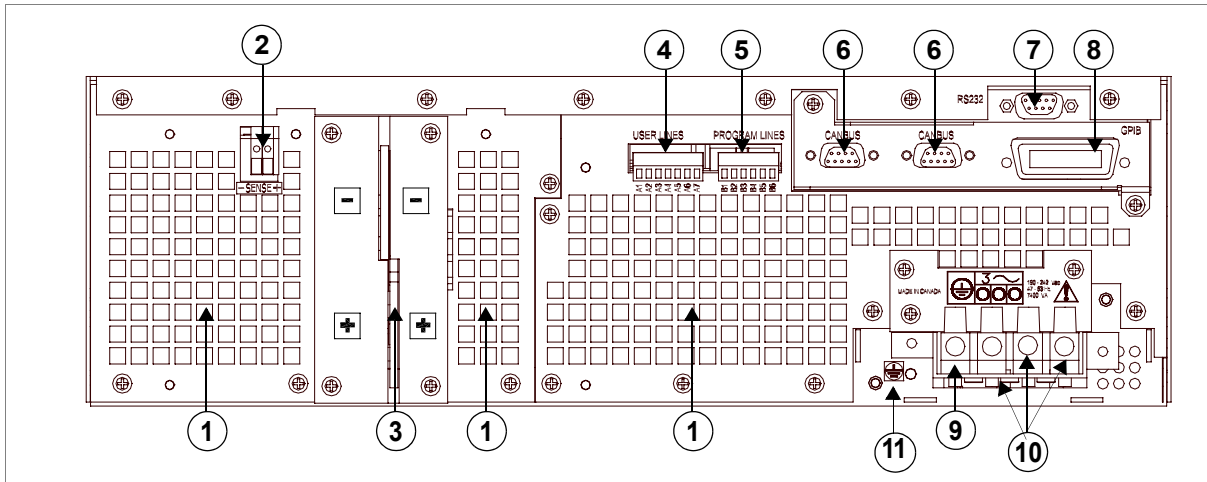 2 4 5 6 6 7 8
RS232
USER LINES PROGRAM LINES CANBUS CANBUS GPIB
A1 A2 A3 A4 A5 A6 A7 B1 B2 B3 B4 B5 B6
- SENSE +
- -
+ +
MADE IN CANADA
3~
7400 VA
1 3 1 1 11 9 10